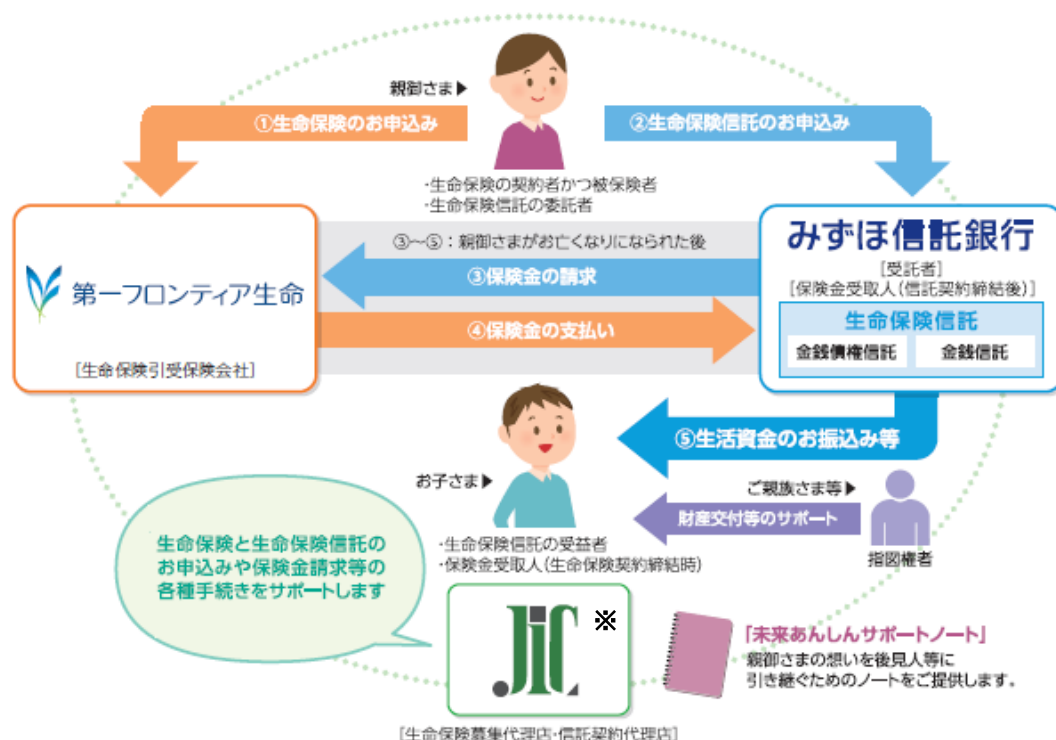 親御さま▶
①生命保険のお申込み
②生命保険信託のお申込み
・生命保険の契約者かつ被保険者
・生命保険信託の委託者
③～⑤：親御さまがお亡くなりになられた後
③保険金の請求
④保険金の支払い
第一フロンティア生命
[生命保険引受保険会社]
みずほ信託銀行
[受託者]
[保険金受取人(信託契約締結後)]
生命保険信託
金銭債権信託
金銭信託
⑤生活資金のお振込み等
お子さま▶
ご親族さま等▶
財産交付等のサポート
指図権者
・生命保険信託の受益者
・保険金受取人(生命保険契約締結時)
生命保険と生命保険信託の
お申込みや保険金請求等の
各種手続きをサポートします
JiC
※
「未来あんしんサポートノート」
親御さまの想いを後見人等に
引き継ぐためのノートをご提供します。
[生命保険募集代理店・信託契約代理店]